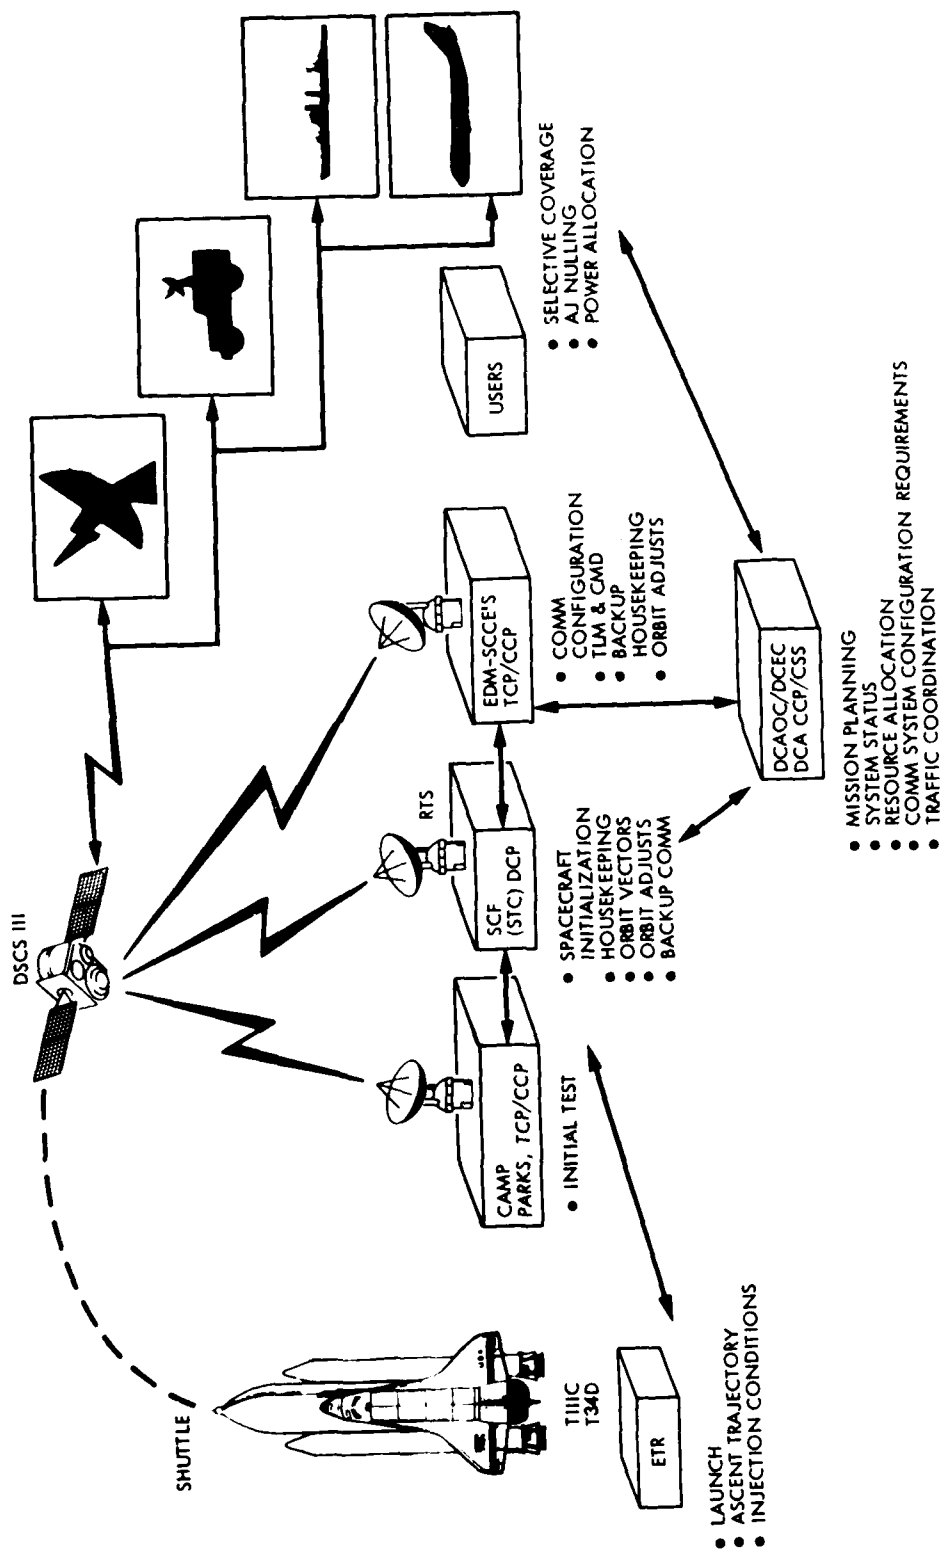 DSCS III
SHUTTLE
TIIIC
T34D
ETR
● LAUNCH
● ASCENT TRAJECTORY
● INJECTION CONDITIONS
CAMP
PARKS, TCP/CCP
● INITIAL TEST
RTS
SCF
(STC) DCP
● SPACECRAFT
INITIALIZATION
● HOUSEKEEPING
● ORBIT VECTORS
● ORBIT ADJUSTS
● BACKUP COMM
EDM-SCCE'S
TCP/CCP
● COMM
CONFIGURATION
● TLM & CMD
● BACKUP
HOUSEKEEPING
● ORBIT ADJUSTS
USERS
● SELECTIVE COVERAGE
● AJ NULLING
● POWER ALLOCATION
DCAOC/DCEC
DCA CCP/CSS
● MISSION PLANNING
● SYSTEM STATUS
● RESOURCE ALLOCATION
● COMM SYSTEM CONFIGURATION REQUIREMENTS
● TRAFFIC COORDINATION